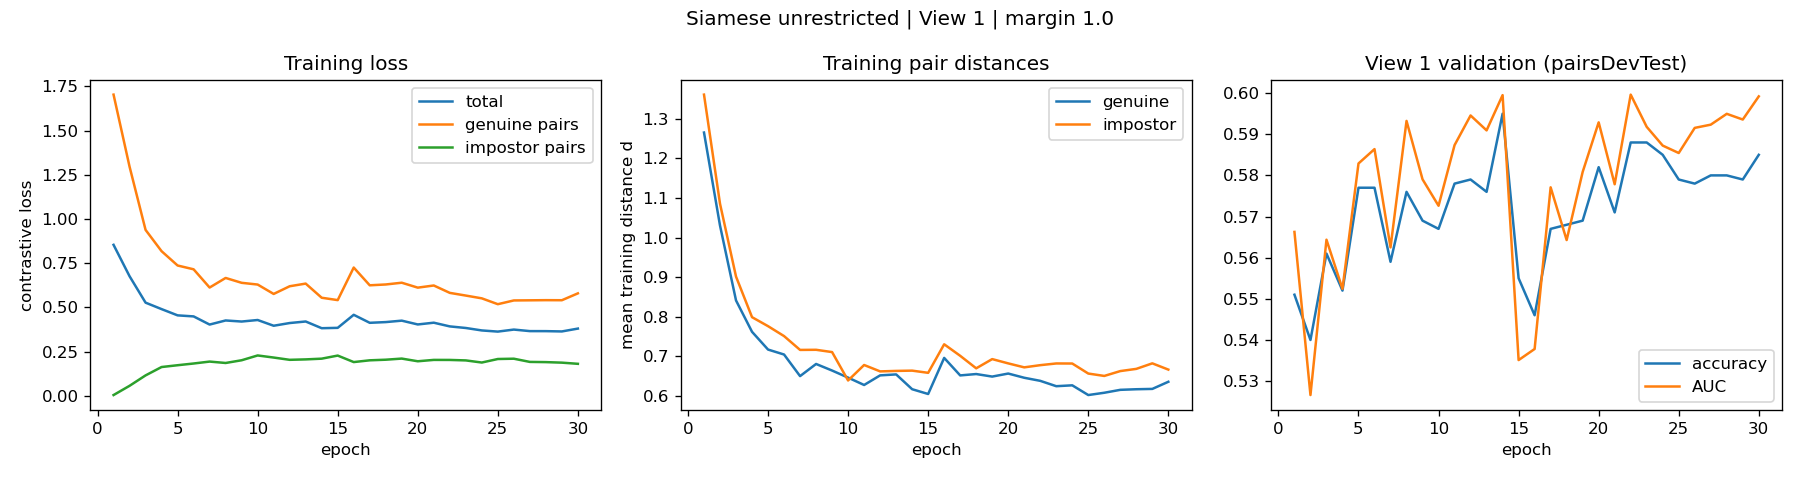 Siamese unrestricted | View 1 | margin 1.0
Training loss
contrastive loss
1.75
1.50
1.25
1.00
0.75
0.50
0.25
0.00
total
genuine pairs
impostor pairs
0 5 10 15 20 25 30
epoch
Training pair distances
mean training distance d
1.3
1.2
1.1
1.0
0.9
0.8
0.7
0.6
genuine
impostor
0 5 10 15 20 25 30
epoch
View 1 validation (pairsDevTest)
0.60
0.59
0.58
0.57
0.56
0.55
0.54
0.53
accuracy
AUC
0 5 10 15 20 25 30
epoch